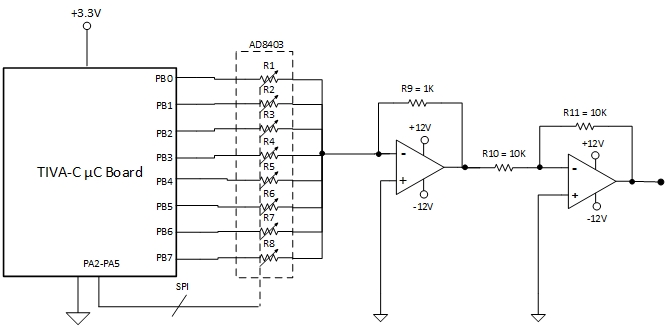 +3.3V
AD8403
PB0
PB1
PB2
PB3
PB4
PB5
PB6
PB7
TIVA-C µC Board
PA2-PA5
SPI
R1
R2
R3
R4
R5
R6
R7
R8
R9 = 1K
+12V
-
+
-12V
R10 = 10K
R11 = 10K
+12V
-
+
-12V